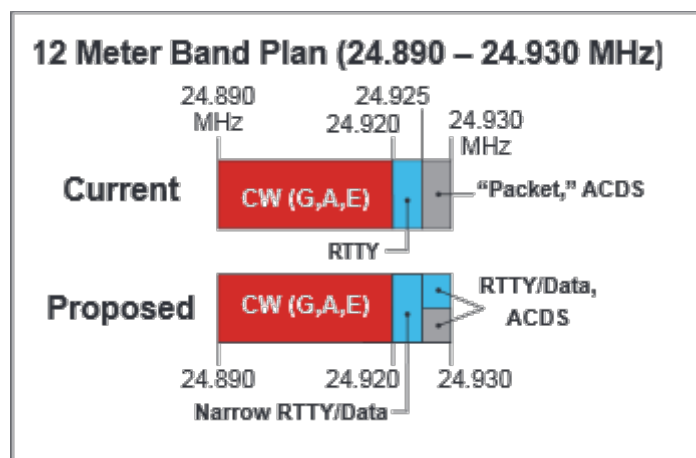 12 Meter Band Plan (24.890 – 24.930 MHz)
24.890
MHz
24.925
24.920
24.930
MHz
Current
CW (G,A,E)
“Packet,” ACDS
RTTY
Proposed
CW (G,A,E)
RTTY/Data,
ACDS
24.890
24.920
24.930
Narrow RTTY/Data